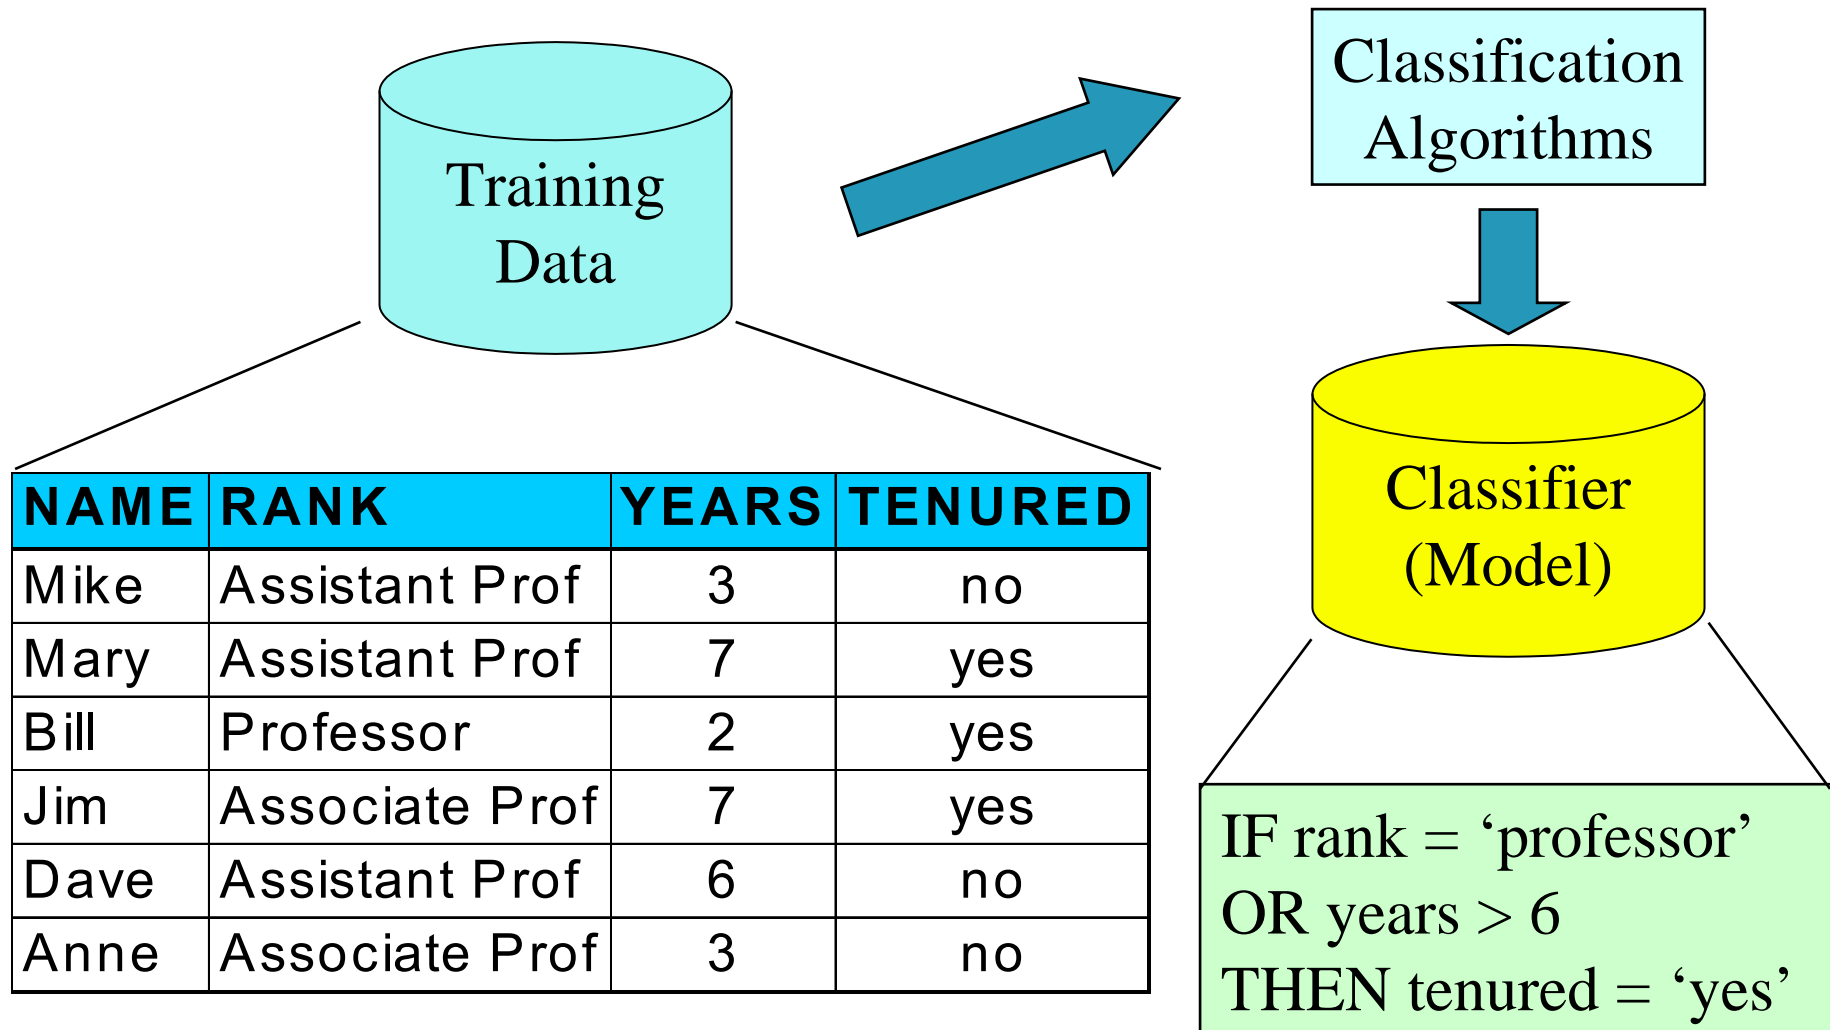 Training
Data
Classification
Algorithms
NAME RANK YEARS TENURED
Mike Assistant Prof 3 no
Mary Assistant Prof 7 yes
Bill Professor 2 yes
Jim Associate Prof 7 yes
Dave Assistant Prof 6 no
Anne Associate Prof 3 no
Classifier
(Model)
IF rank = ‘professor’
OR years > 6
THEN tenured = ‘yes’